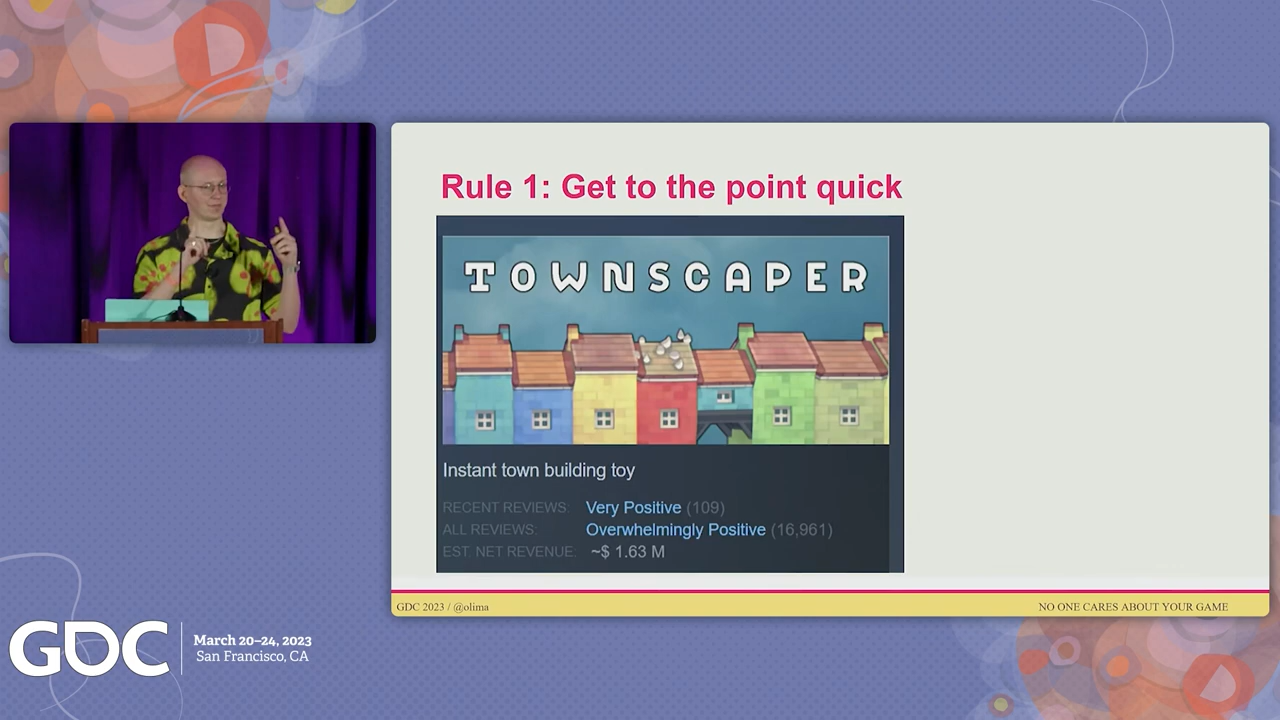 Rule 1: Get to the point quick
TOWNSCAPER
Instant town building toy
RECENT REVIEWS: Very Positive (109)
ALL REVIEWS: Overwhelmingly Positive (16,961)
EST. NET REVENUE: ~$ 1.63 M
GDC 2023 / @olima
NO ONE CARES ABOUT YOUR GAME
GDC
March 20–24, 2023
San Francisco, CA